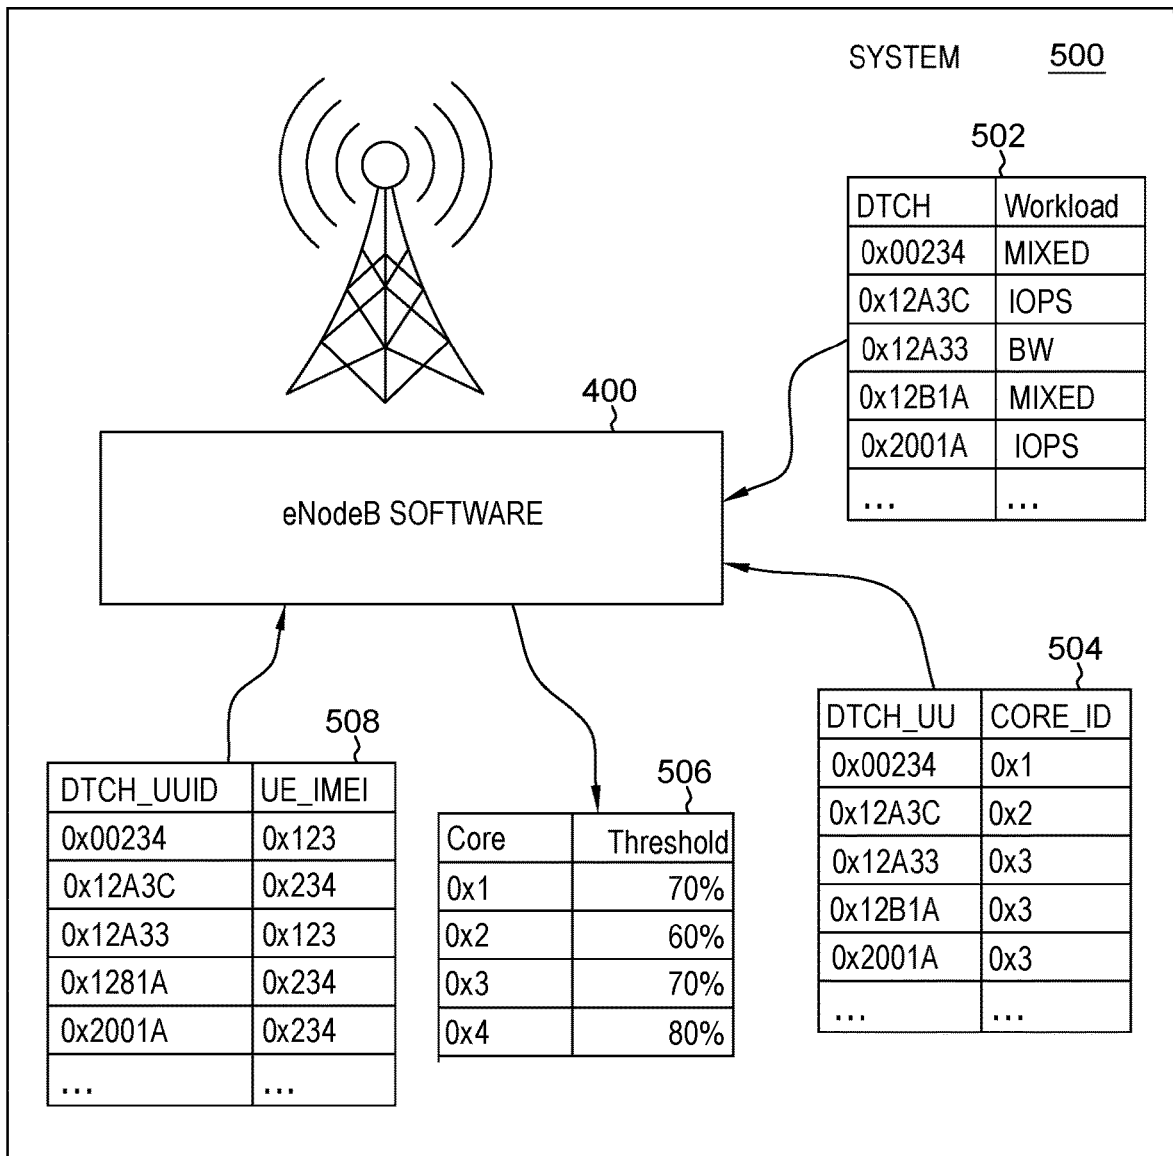 SYSTEM 500
502
DTCH Workload
0x00234 MIXED
0x12A3C IOPS
0x12A33 BW
0x12B1A MIXED
0x2001A IOPS
... ...
400
eNodeB SOFTWARE
504
DTCH_UU CORE_ID
0x00234 0x1
0x12A3C 0x2
0x12A33 0x3
0x12B1A 0x3
0x2001A 0x3
... ...
508
DTCH_UUID UE_IMEI
0x00234 0x123
0x12A3C 0x234
0x12A33 0x123
0x1281A 0x234
0x2001A 0x234
... ...
506
Core Threshold
0x1 70%
0x2 60%
0x3 70%
0x4 80%